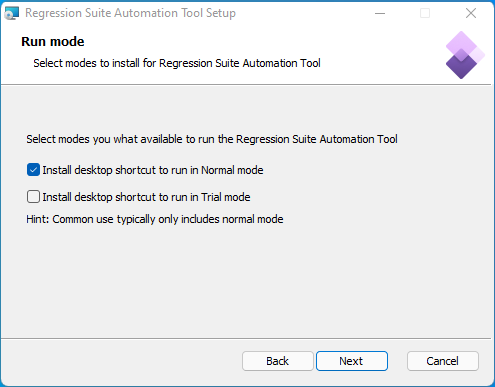 Regression Suite Automation Tool Setup
Run mode
Select modes to install for Regression Suite Automation Tool
Select modes you what available to run the Regression Suite Automation Tool
Install desktop shortcut to run in Normal mode
Install desktop shortcut to run in Trial mode
Hint: Common use typically only includes normal mode
Back Next Cancel